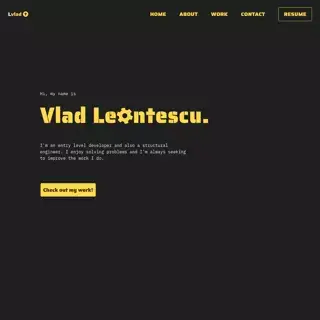 Lvlad
HOME ABOUT WORK CONTACT RESUME
Hi, my name is
Vlad Leontescu.
I'm an entry level developer and also a structural
engineer. I enjoy solving problems and I'm always seeking
to improve the work I do.
Check out my work!